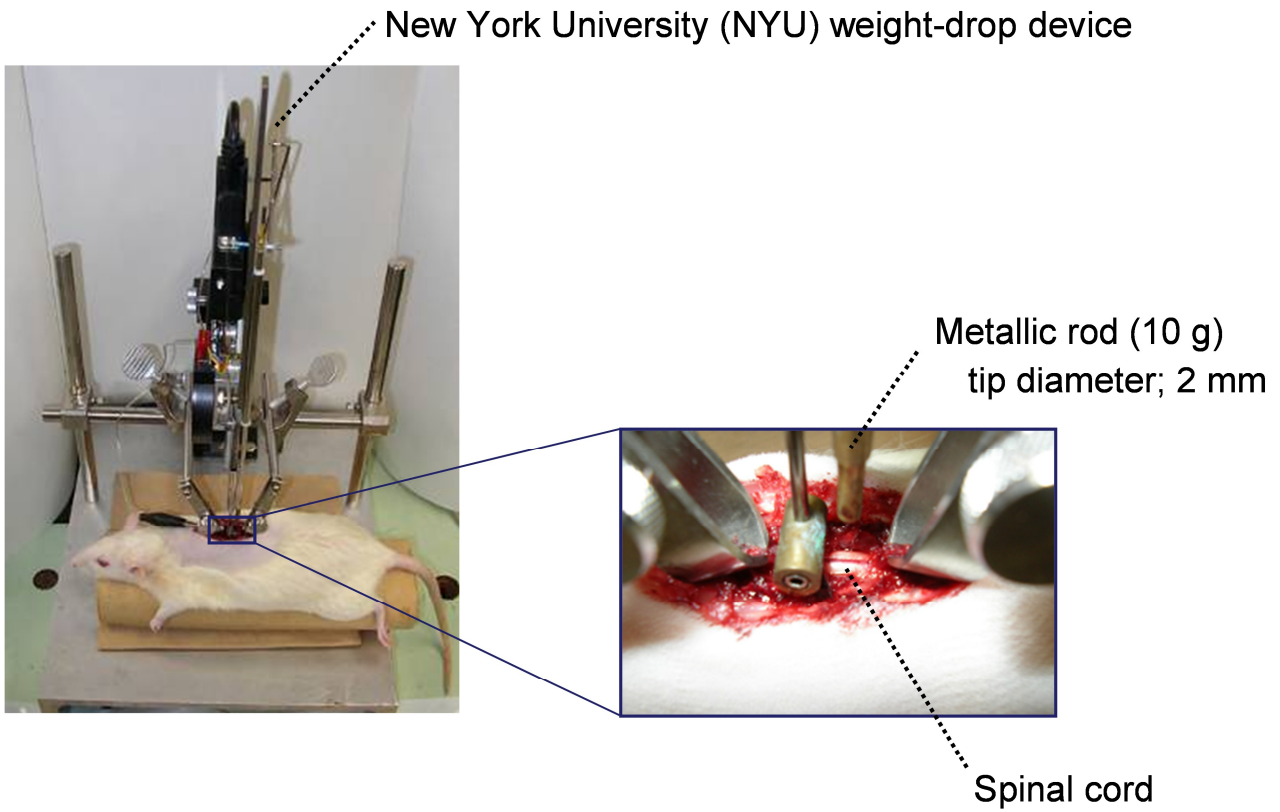 New York University (NYU) weight-drop device
Metallic rod (10 g)
tip diameter; 2 mm
Spinal cord